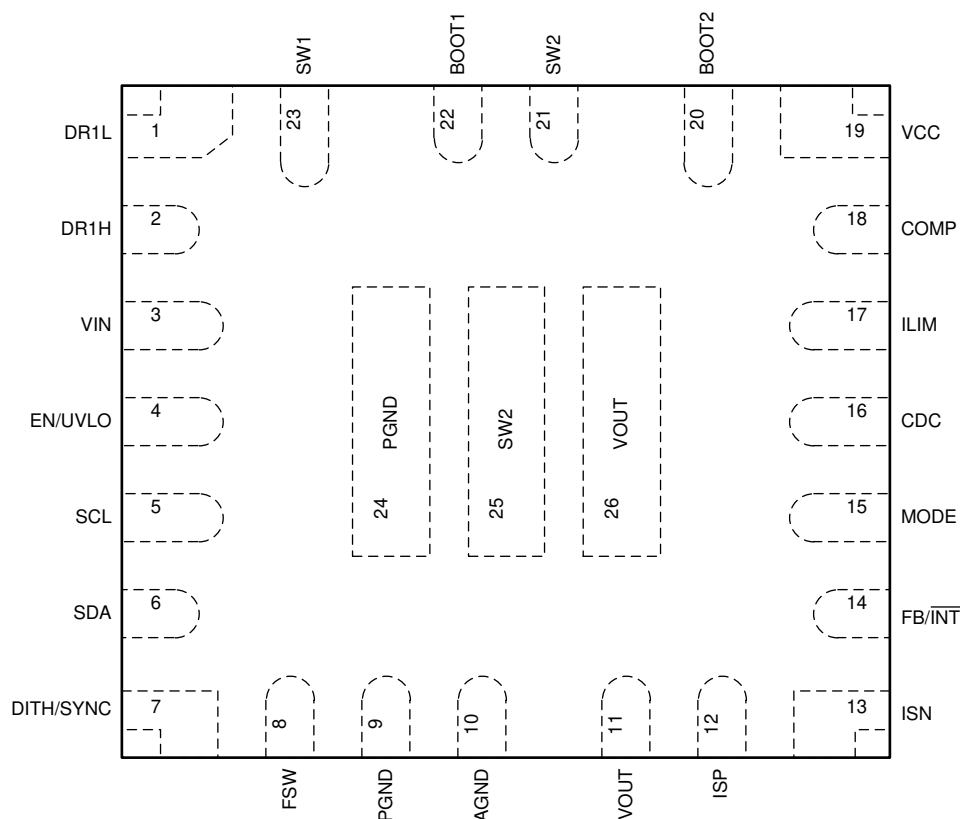 SW1
BOOT1
SW2
BOOT2
DR1L 1
23
22
21
20
19 VCC
DR1H 2
18 COMP
VIN 3
17 ILIM
EN/UVLO 4
16 CDC
PGND
SW2
VOUT
SCL 5
24
25
26
15 MODE
SDA 6
14 FB/INT
DITH/SYNC 7
8
9
10
11
12
13 ISN
FSW
PGND
AGND
VOUT
ISP